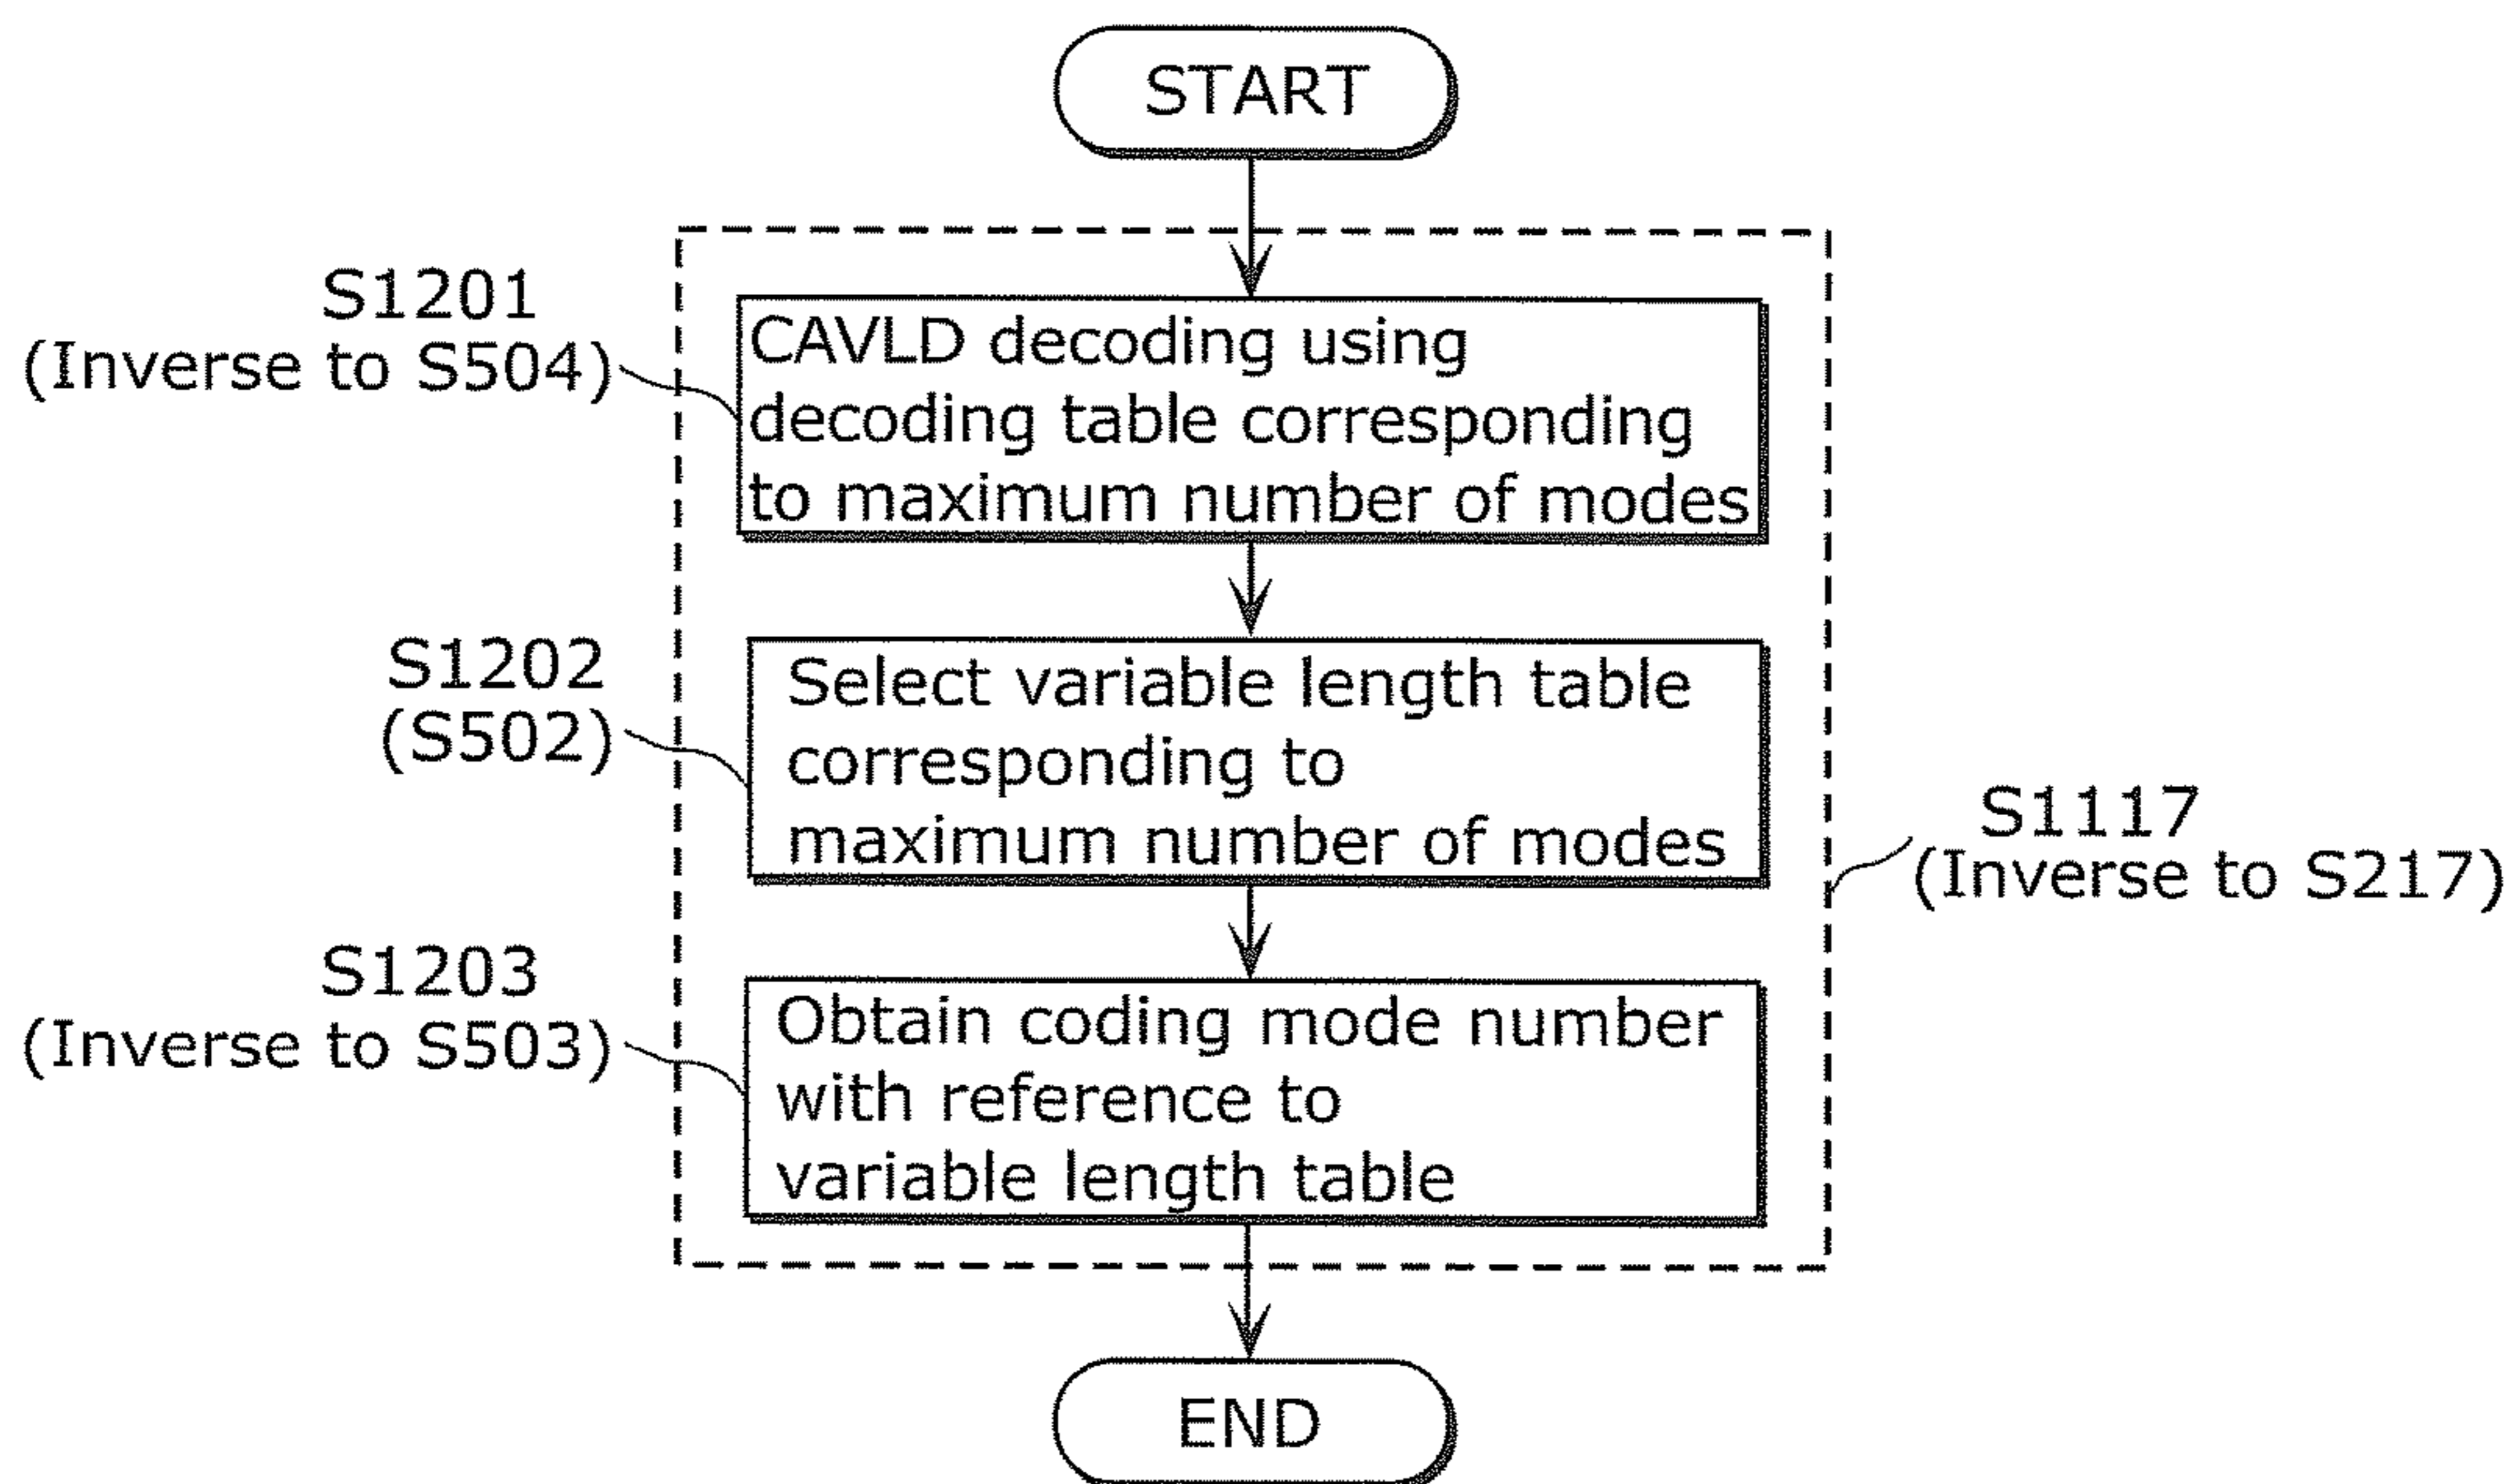 START
S1201
(Inverse to S504)
CAVLD decoding using
decoding table corresponding
to maximum number of modes
S1202
(S502)
Select variable length table
corresponding to
maximum number of modes
S1117
(Inverse to S217)
S1203
(Inverse to S503)
Obtain coding mode number
with reference to
variable length table
END